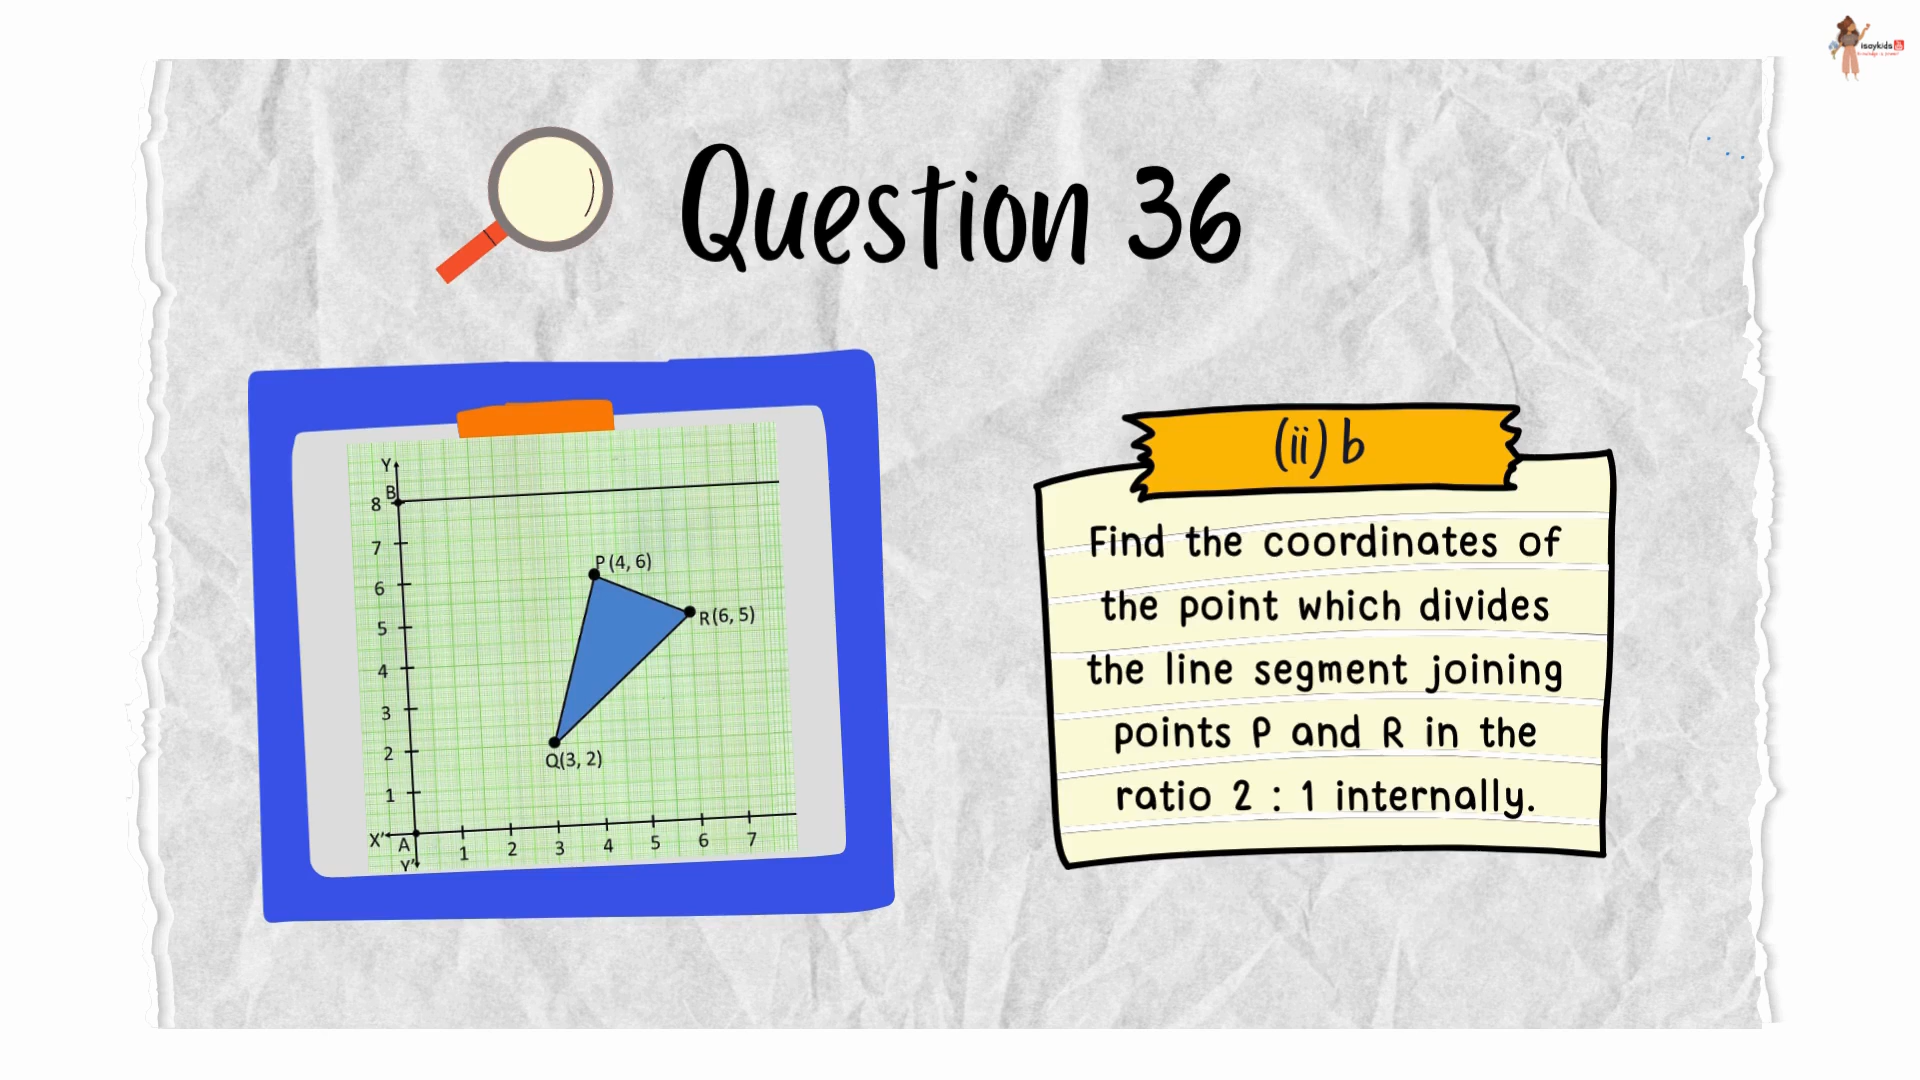 isaykids
Question 36
Y
B
8
7
6
5
4
3
2
1
P (4, 6)
R (6, 5)
Q(3, 2)
X'
A
Y'
1 2 3 4 5 6 7
(ii) b
Find the coordinates of
the point which divides
the line segment joining
points P and R in the
ratio 2 : 1 internally.